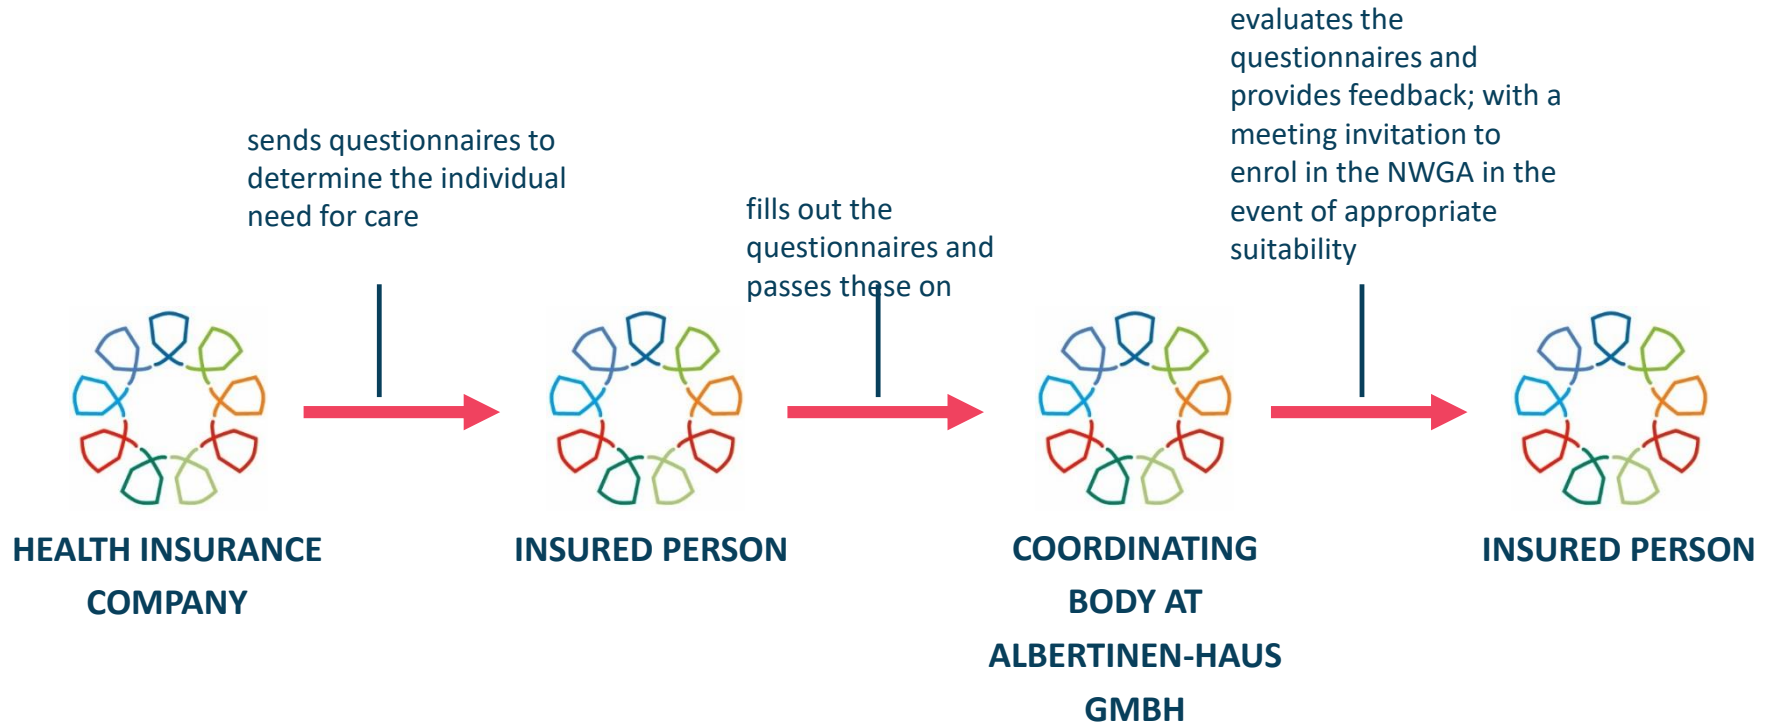 sends questionnaires to
determine the individual
need for care
fills out the
questionnaires and
passes these on
evaluates the
questionnaires and
provides feedback; with a
meeting invitation to
enrol in the NWGA in the
event of appropriate
suitability
HEALTH INSURANCE
COMPANY
INSURED PERSON
COORDINATING
BODY AT
ALBERTINEN-HAUS
GMBH
INSURED PERSON